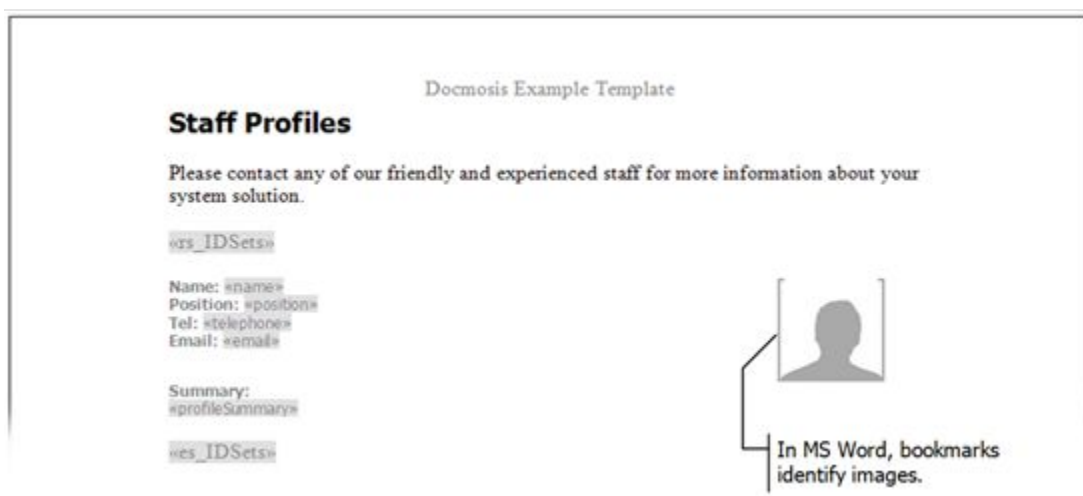 Docmosis Example Template
Staff Profiles
Please contact any of our friendly and experienced staff for more information about your
system solution.
«rs_IDSets»
Name: «name»
Position: «position»
Tel: «telephone»
Email: «email»
Summary:
«profileSummary»
«es_IDSets»
In MS Word, bookmarks
identify images.